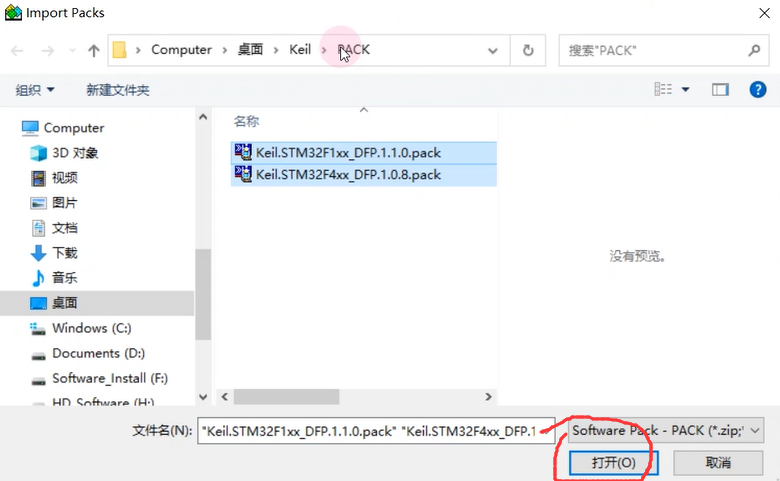 Import Packs
Computer > 桌面 > Keil > PACK
搜索"PACK"
组织
新建文件夹
名称
Computer
3D 对象
视频
图片
文档
下载
音乐
桌面
Windows (C:)
Documents (D:)
Software_Install (F:)
HD_Software (H:)
Keil.STM32F1xx_DFP.1.1.0.pack
Keil.STM32F4xx_DFP.1.0.8.pack
没有预览。
文件名(N):
"Keil.STM32F1xx_DFP.1.1.0.pack" "Keil.STM32F4xx_DFP.1
Software Pack - PACK (*.zip;
打开(O)
取消